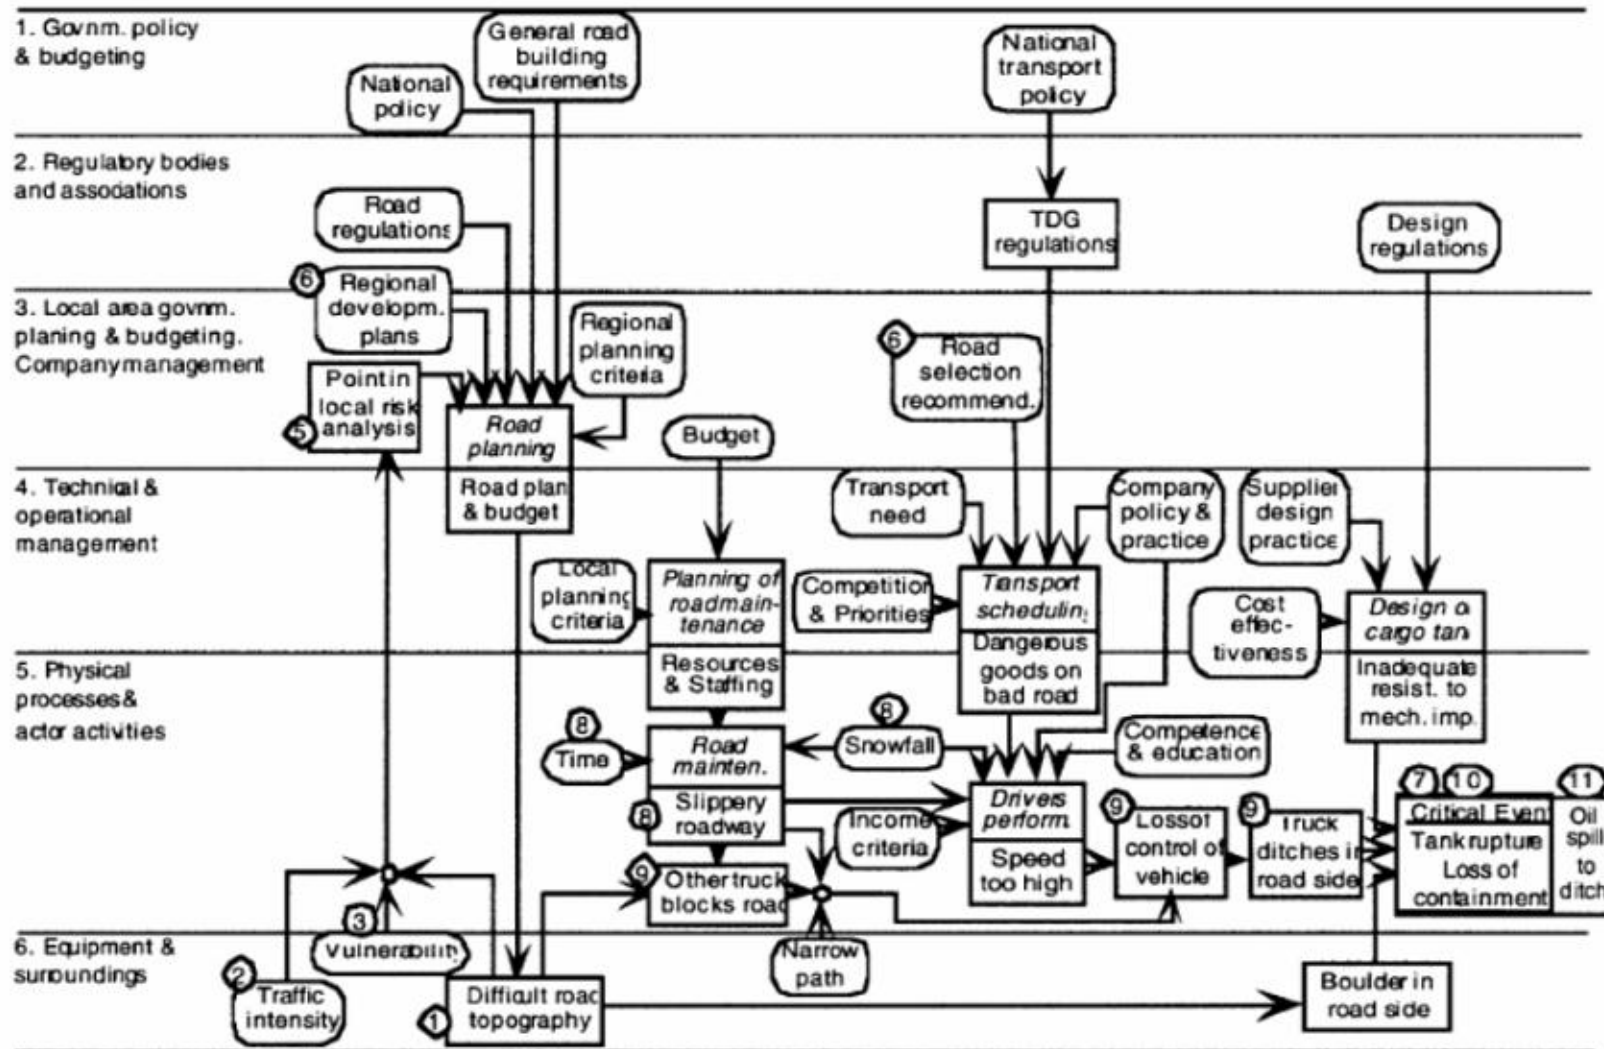 1. Govnm. policy
& budgeting
General road
building
requirements
National
policy
National
transport
policy
2. Regulatory bodies
and associations
Road
regulations
TDG
regulations
Design
regulations
6
Regional
developm.
plans
3. Local area govnm.
planing & budgeting.
Company management
Regional
planning
criteria
6
Road
selection
recommend.
Point in
local risk
analysis
5
Road
planning
Budget
4. Technical &
operational
management
Road plan
& budget
Transport
need
Company
policy &
practice
Supplier
design
practice
Local
planning
criteria
Planning of
roadmain-
tenance
Competition
& Priorities
Transport
scheduling
Cost
effec-
tiveness
Design o
cargo tan
5. Physical
processes &
actor activities
Resources
& Staffing
Dangerous
goods on
bad road
Inadequate
resist. to
mech. imp.
8
Time
Road
mainten.
8
Snowfall
Competence
& education
8
Slippery
roadway
Income
criteria
Drivers
perform.
Speed
too high
9
Loss of
control of
vehicle
9
Truck
ditches in
road side
7
10
11
Critical Even
Tank rupture
Loss of
containment
Oil
spill
to
ditch
9
Other truck
blocks road
6. Equipment &
surroundings
3
Vulnerability
2
Traffic
intensity
1
Difficult road
topography
Narrow
path
Boulder in
road side